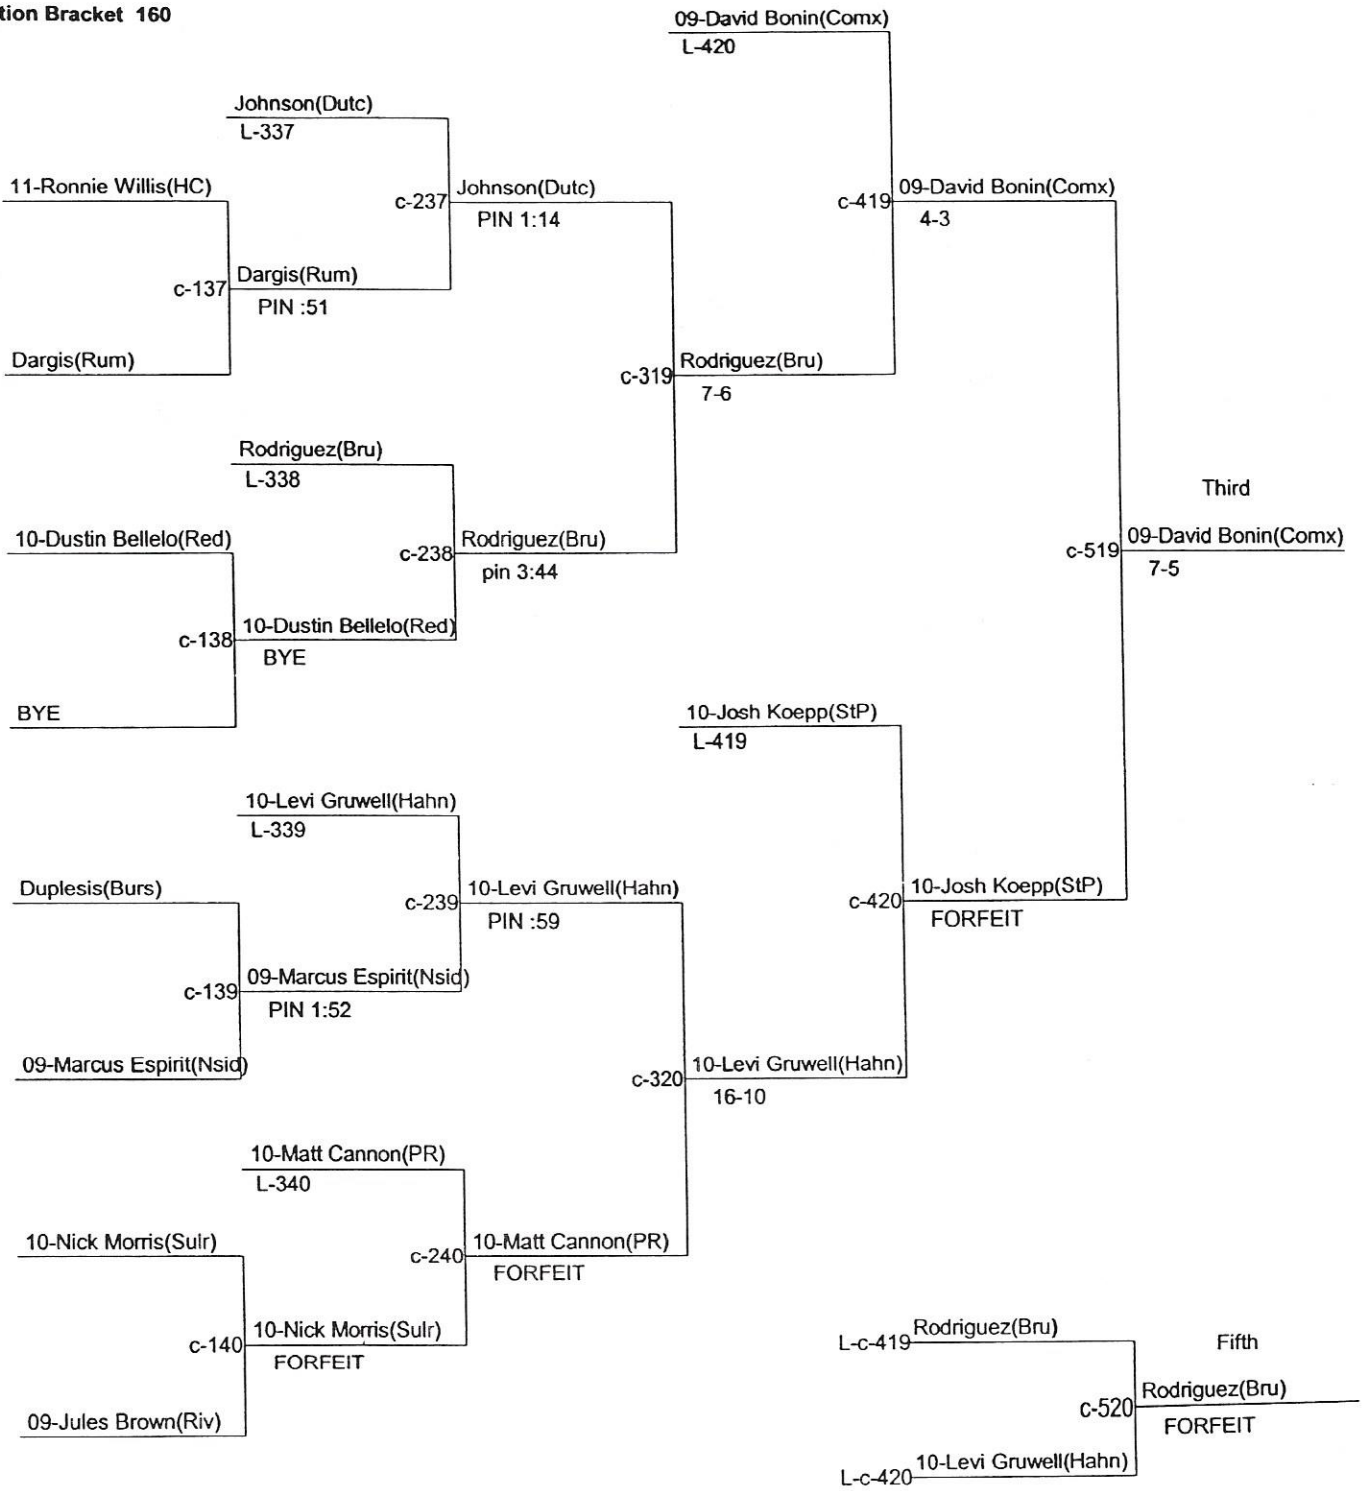 tion Bracket 160
09-David Bonin(Comx)
L-420
Johnson(Dutc)
L-337
11-Ronnie Willis(HC)
c-237
Johnson(Dutc)
PIN 1:14
c-419
09-David Bonin(Comx)
4-3
c-137
Dargis(Rum)
PIN :51
Dargis(Rum)
c-319
Rodriguez(Bru)
7-6
Rodriguez(Bru)
L-338
Third
10-Dustin Bellelo(Red)
c-238
Rodriguez(Bru)
pin 3:44
c-519
09-David Bonin(Comx)
7-5
c-138
10-Dustin Bellelo(Red)
BYE
BYE
10-Josh Koepp(StP)
L-419
10-Levi Gruwell(Hahn)
L-339
Duplesis(Burs)
c-239
10-Levi Gruwell(Hahn)
PIN :59
c-420
10-Josh Koepp(StP)
FORFEIT
c-139
09-Marcus Espirit(Nsid)
PIN 1:52
09-Marcus Espirit(Nsid)
c-320
10-Levi Gruwell(Hahn)
16-10
10-Matt Cannon(PR)
L-340
10-Nick Morris(Sulr)
c-240
10-Matt Cannon(PR)
FORFEIT
c-140
10-Nick Morris(Sulr)
FORFEIT
09-Jules Brown(Riv)
L-c-419
Rodriguez(Bru)
Fifth
c-520
Rodriguez(Bru)
FORFEIT
L-c-420
10-Levi Gruwell(Hahn)